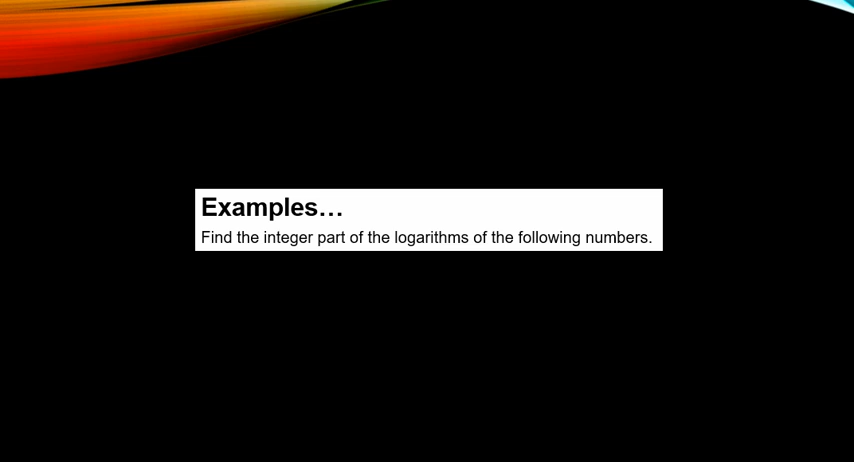 Examples…
Find the integer part of the logarithms of the following numbers.